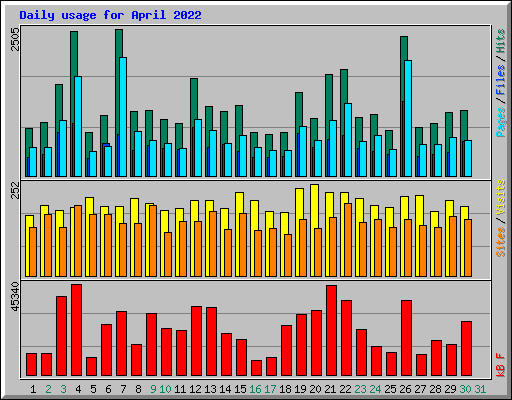 Daily usage for April 2022
2505
Pages / Files / Hits
252
Sites / Visits
45340
kB F
1 2 3 4 5 6 7 8 9 10 11 12 13 14 15 16 17 18 19 20 21 22 23 24 25 26 27 28 29 30 31